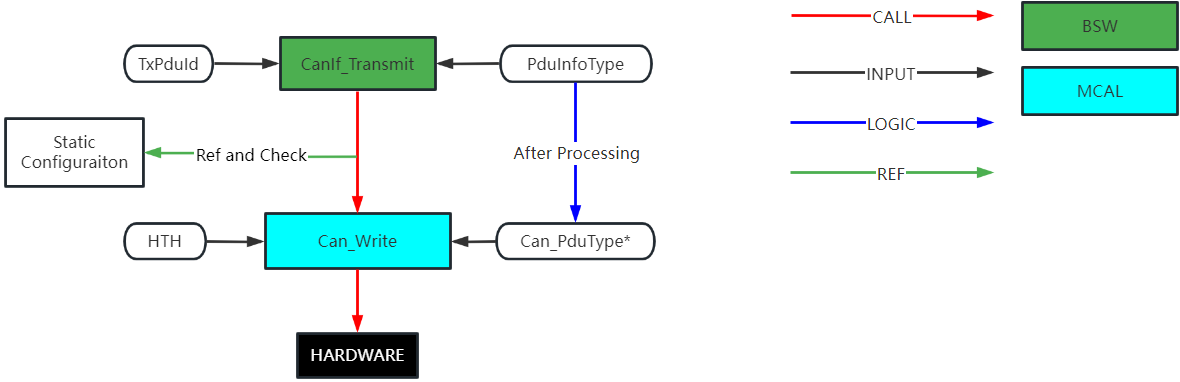 CALL
BSW
TxPduId
CanIf_Transmit
PduInfoType
INPUT
MCAL
LOGIC
Static
Configuraiton
Ref and Check
After Processing
REF
HTH
Can_Write
Can_PduType*
HARDWARE